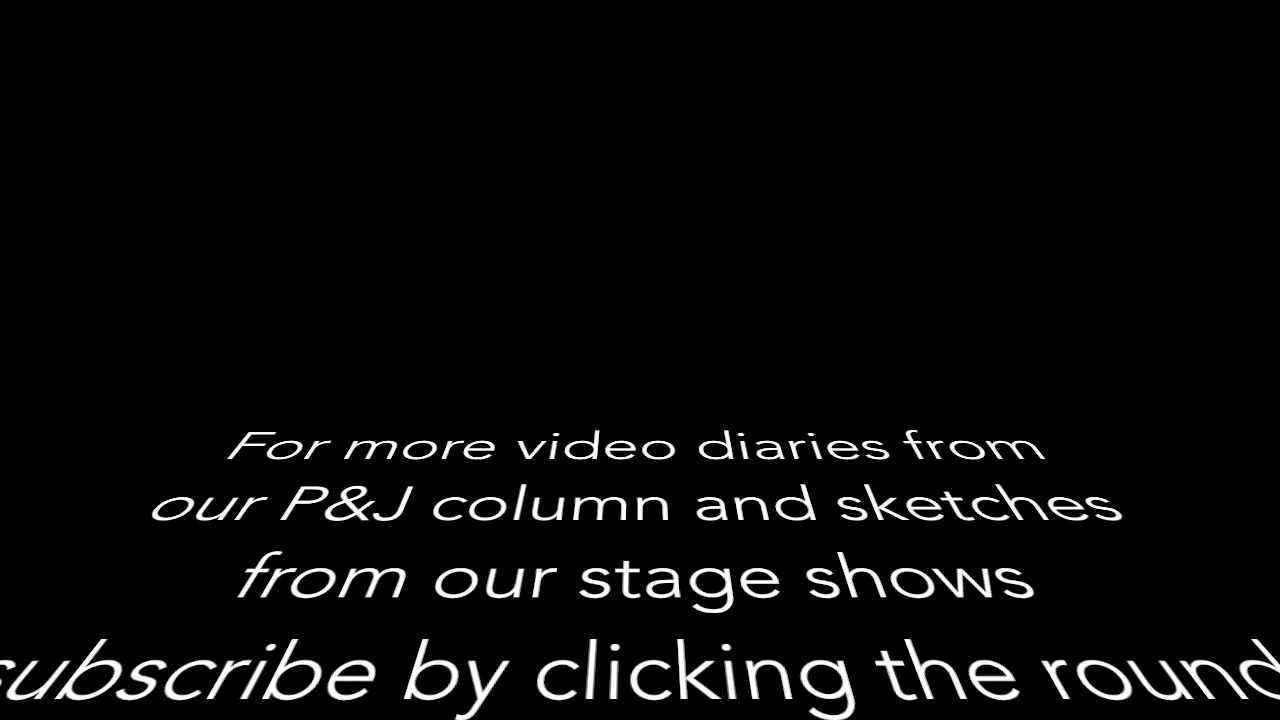 For more video diaries from
our P&J column and sketches
from our stage shows
subscribe by clicking the round